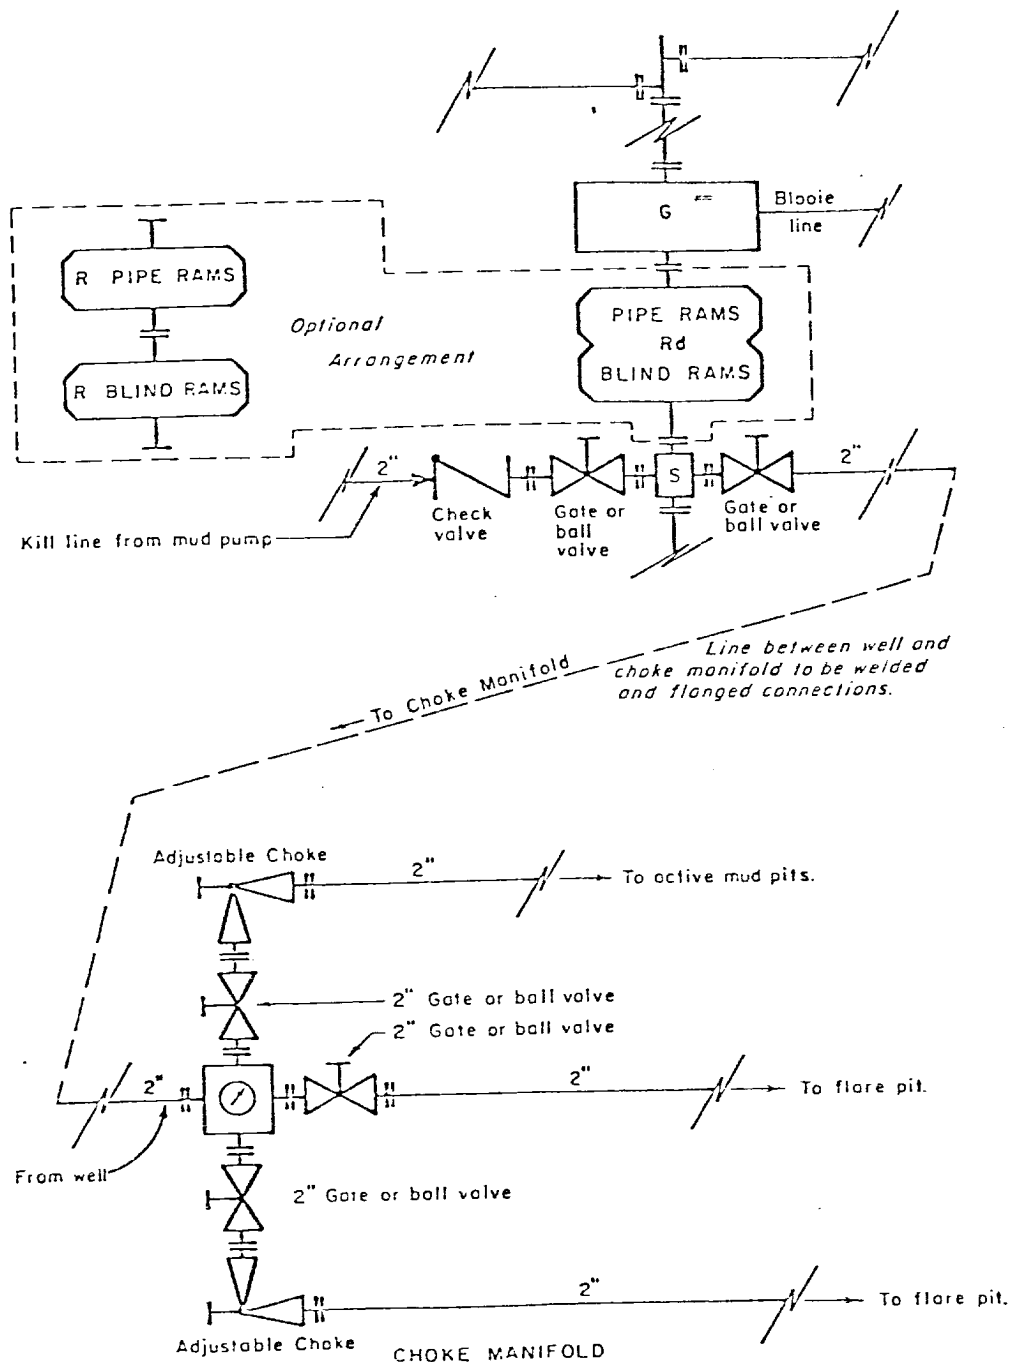 G
Blooie
line
R PIPE RAMS
R BLIND RAMS
Optional
Arrangement
PIPE RAMS
Rd
BLIND RAMS
2"
S
2"
Check
valve
Gate or
ball
valve
Gate or
ball valve
Kill line from mud pump
Line between well and
choke manifold to be welded
and flanged connections.
To Choke Manifold
Adjustable Choke
2"
To active mud pits.
2" Gate or ball valve
2" Gate or ball valve
2"
2"
To flare pit.
From well
2" Gate or ball valve
2"
To flare pit.
Adjustable Choke
CHOKE MANIFOLD